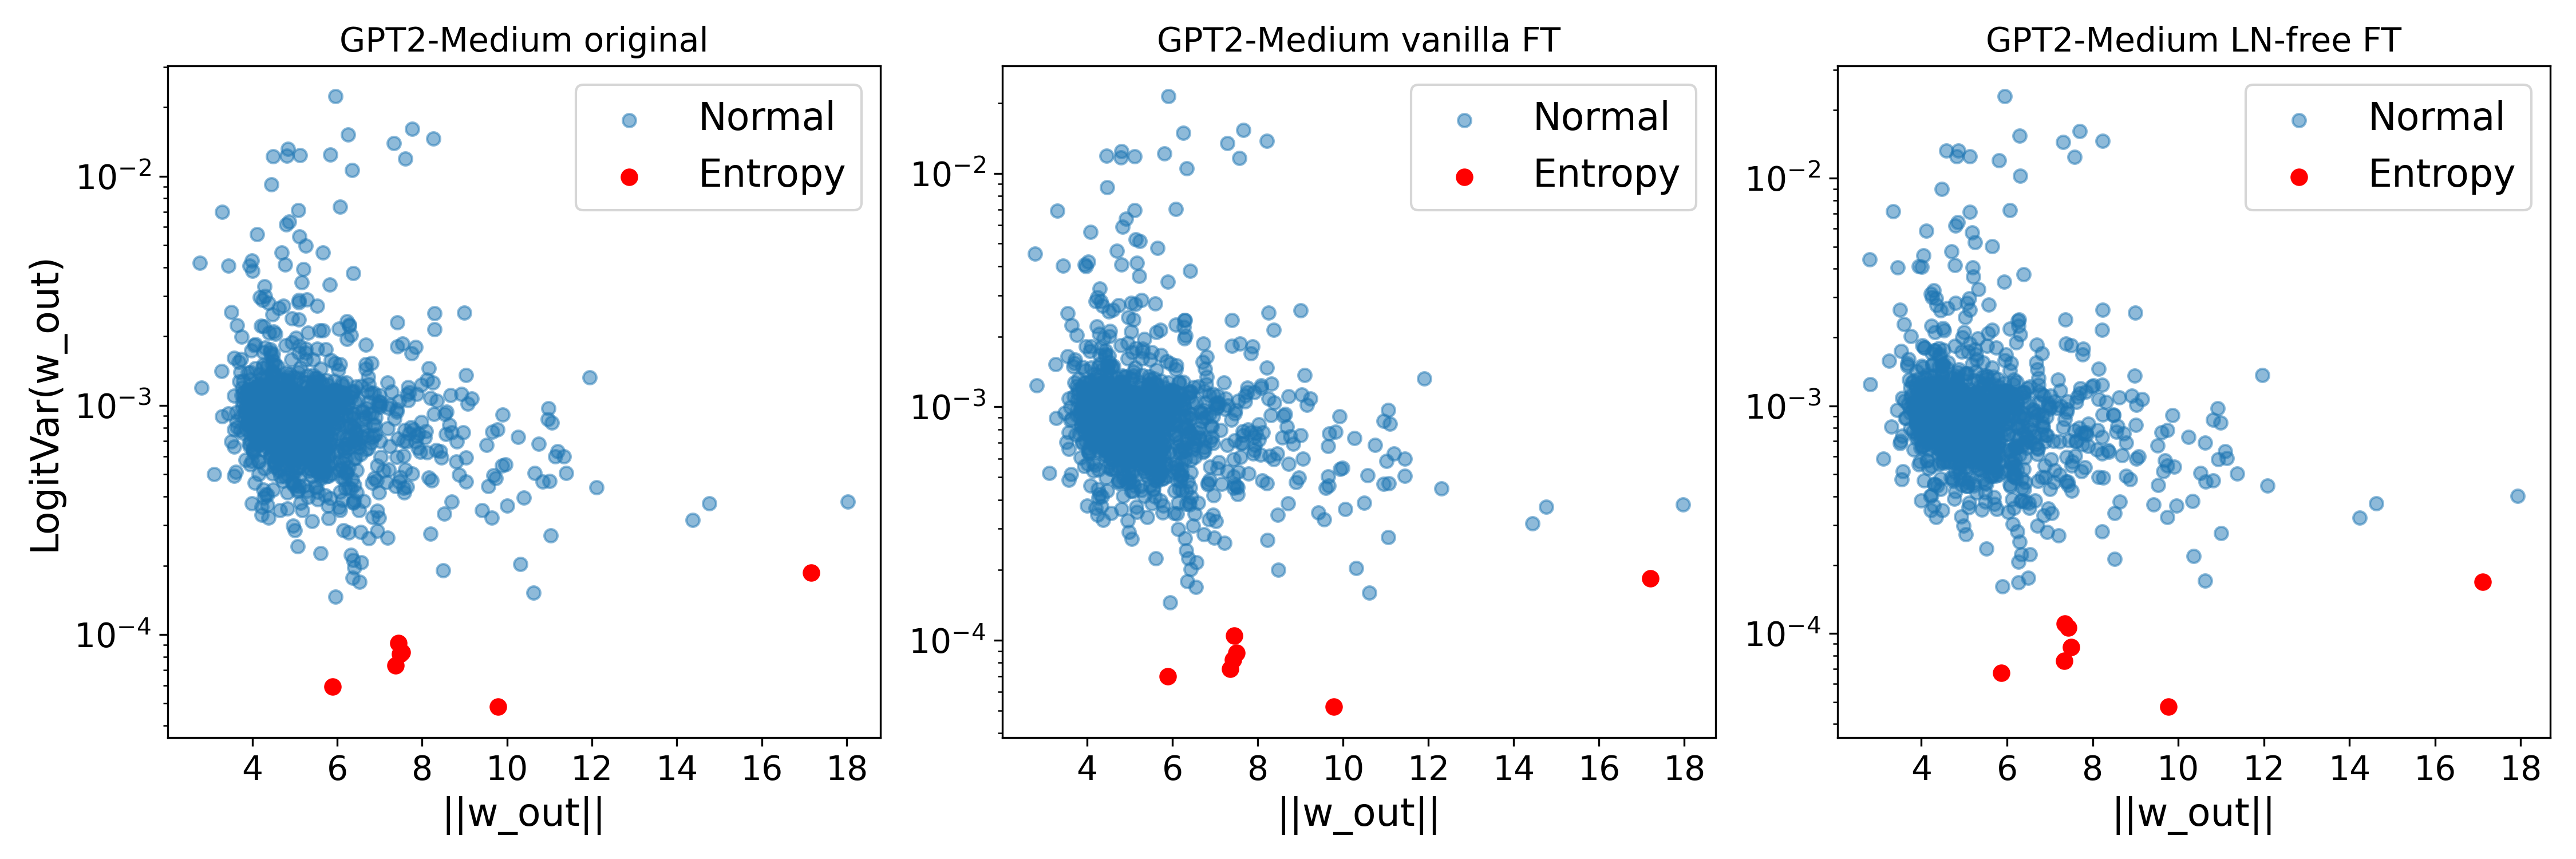 GPT2-Medium original
Normal
Entropy
LogitVar(w_out)
10⁻²
10⁻³
10⁻⁴
4 6 8 10 12 14 16 18
||w_out||
GPT2-Medium vanilla FT
Normal
Entropy
10⁻²
10⁻³
10⁻⁴
4 6 8 10 12 14 16 18
||w_out||
GPT2-Medium LN-free FT
Normal
Entropy
10⁻²
10⁻³
10⁻⁴
4 6 8 10 12 14 16 18
||w_out||